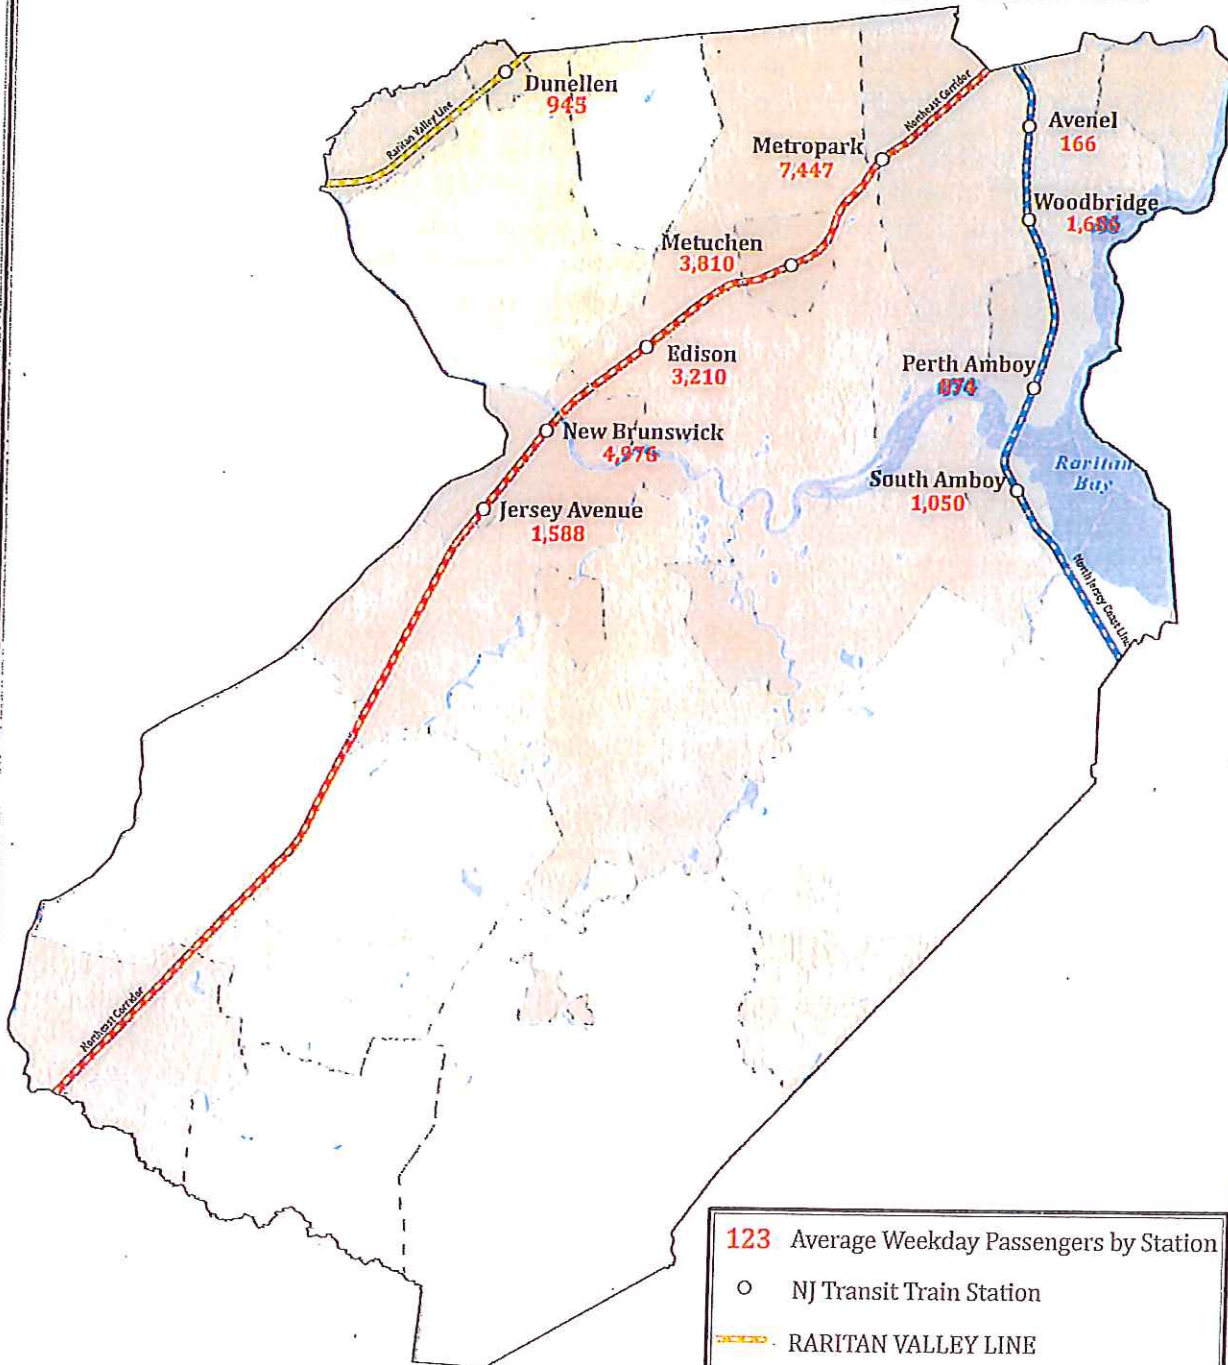 Dunellen
945
Raritan Valley Line
Northeast Corridor
Metropark
7,447
Avenel
166
Woodbridge
Metuchen
3,810
Edison
3,210
Perth Amboy
New Brunswick
4,976
South Amboy
1,050
Raritan
Bay
Jersey Avenue
1,588
North Jersey Coast Line
Northeast Corridor
123 Average Weekday Passengers by Station
NJ Transit Train Station
RARITAN VALLEY LINE